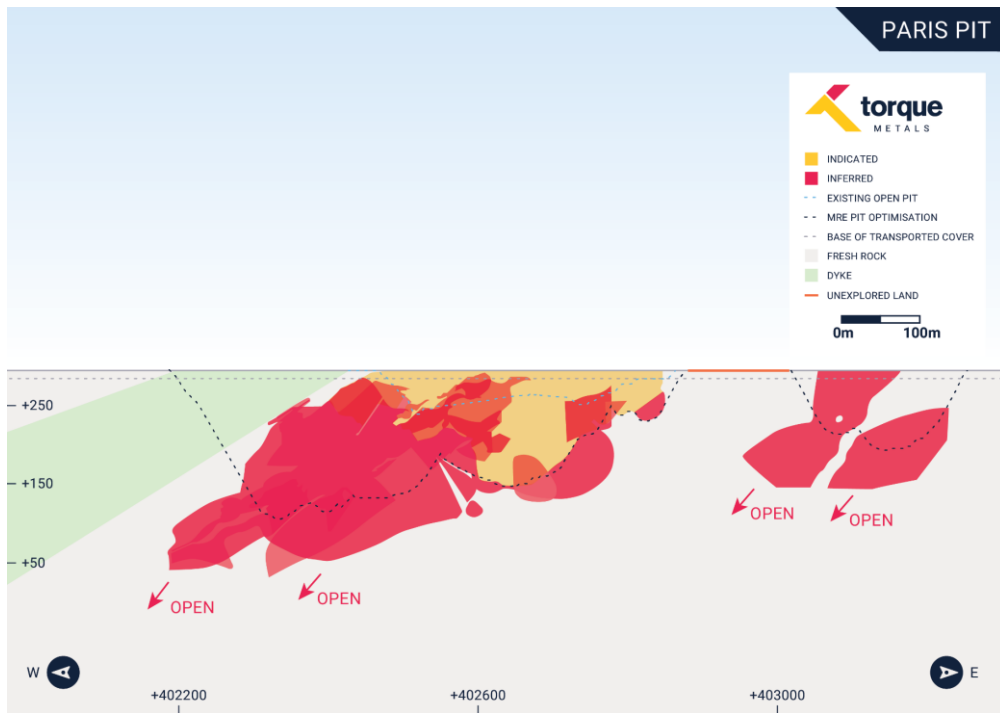 PARIS PIT
torque
METALS
INDICATED
INFERRED
EXISTING OPEN PIT
MRE PIT OPTIMISATION
BASE OF TRANSPORTED COVER
FRESH ROCK
DYKE
UNEXPLORED LAND
0m 100m
+250
+150
+50
OPEN
OPEN
OPEN
OPEN
W
E
+402200 +402600 +403000